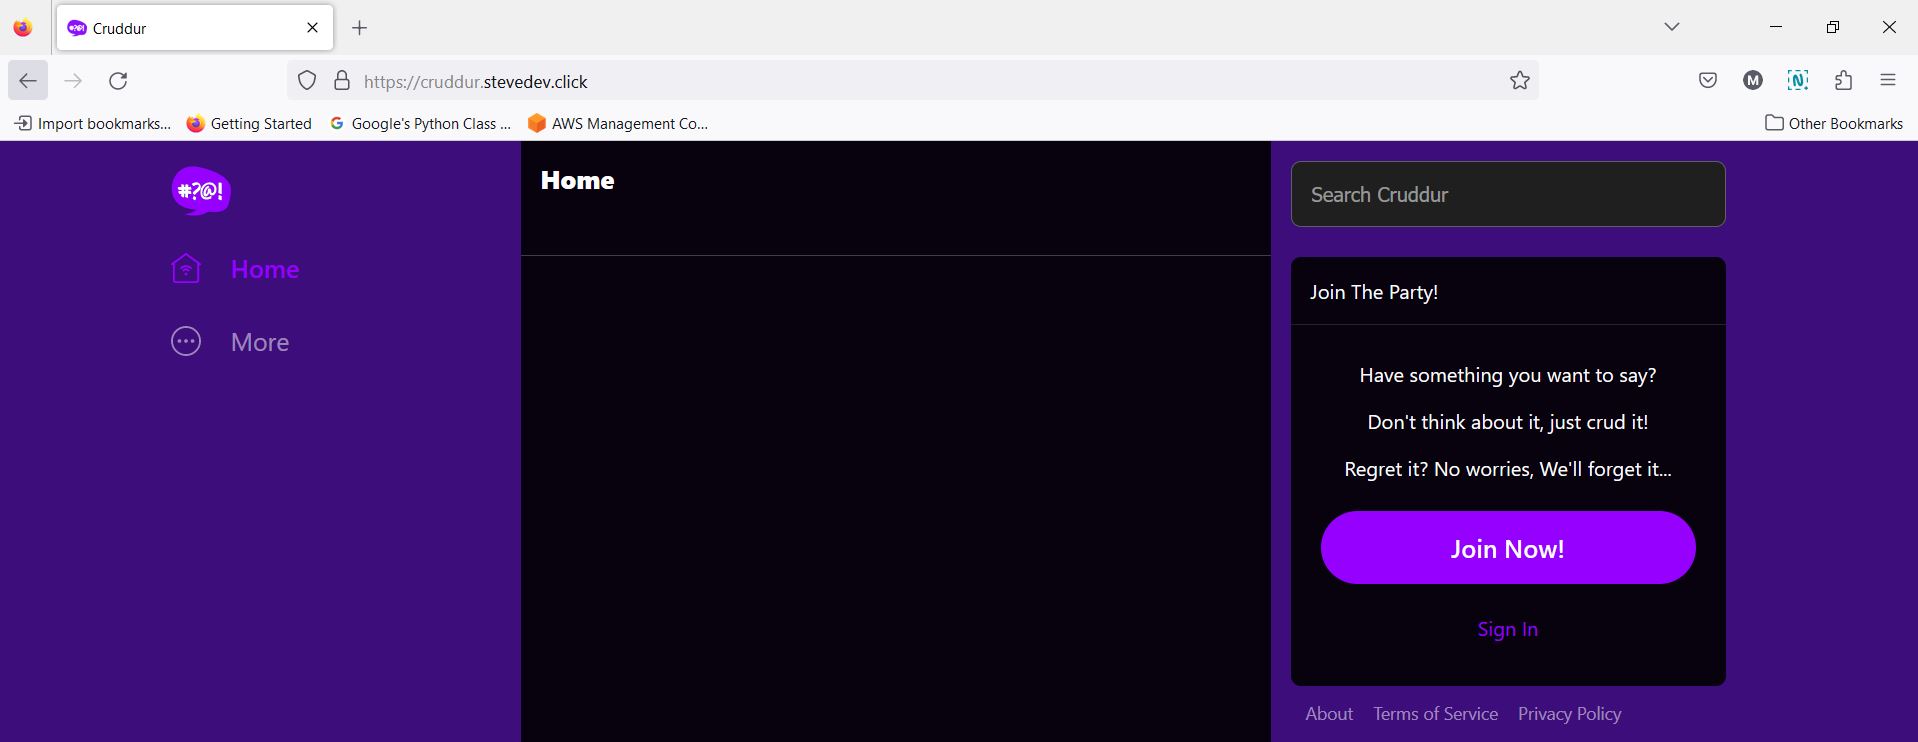 Cruddur
https://cruddur.stevedev.click
M
N
Import bookmarks...
Getting Started
G
Google's Python Class ...
AWS Management Co...
Other Bookmarks
#?@!
Home
More
Home
Search Cruddur
Join The Party!
Have something you want to say?
Don't think about it, just crud it!
Regret it? No worries, We'll forget it...
Join Now!
Sign In
About Terms of Service Privacy Policy